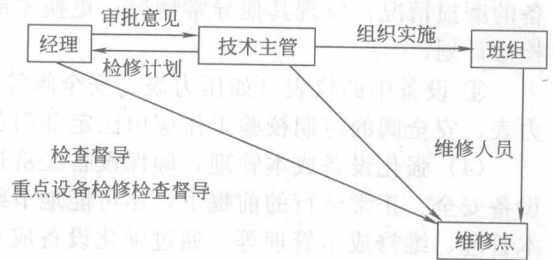 审批意见
经理
技术主管
组织实施
班组
检修计划
维修人员
检查督导
重点设备检修检查督导
维修点